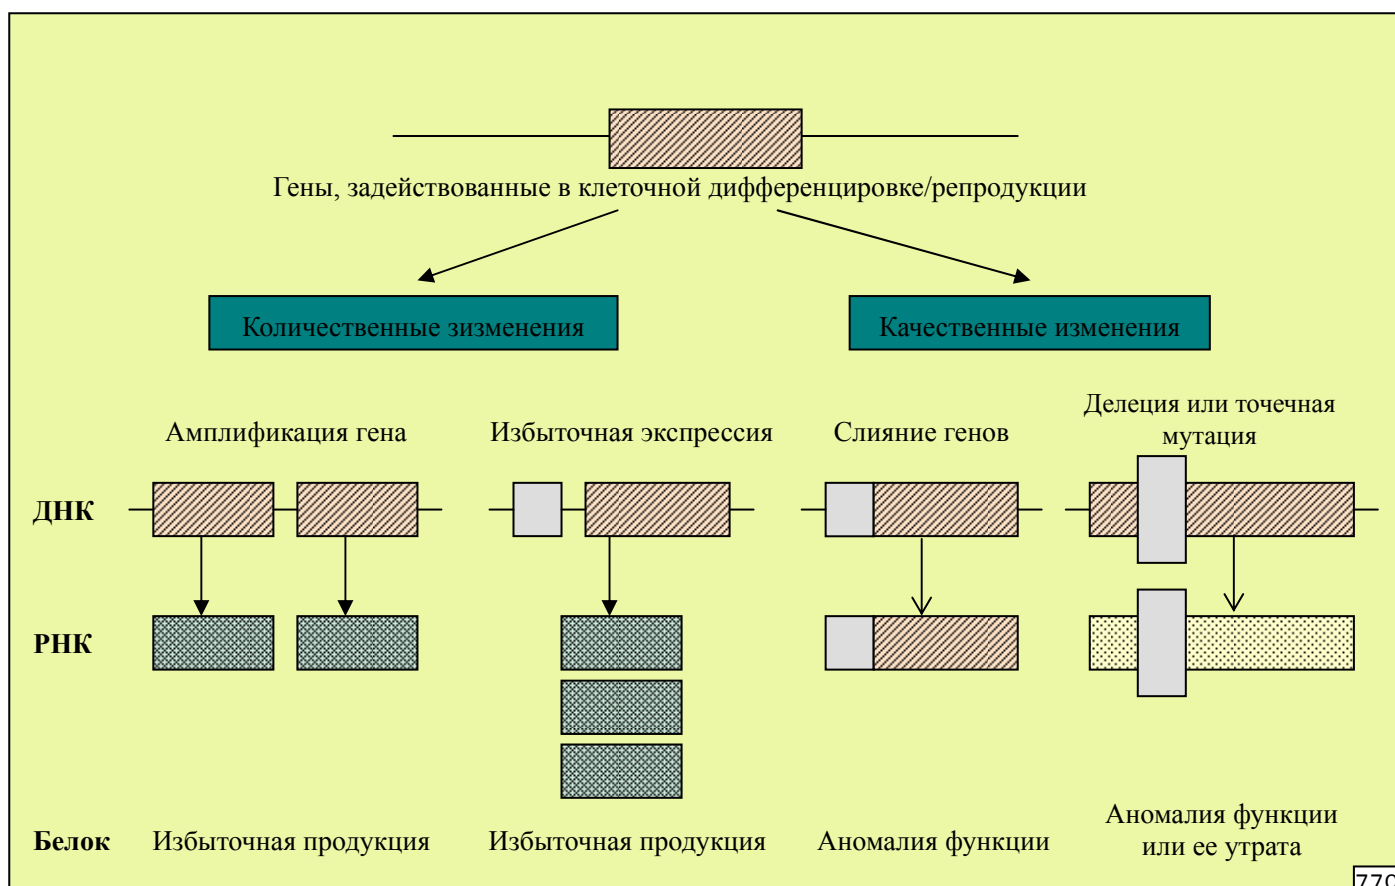 Гены, задействованные в клеточной дифференцировке/репродукции
Количественные зизменения
Качественные изменения
Амплификация гена
Избыточная экспрессия
Слияние генов
Делеция или точечная
мутация
ДНК
РНК
Белок
Избыточная продукция
Избыточная продукция
Аномалия функции
Аномалия функции
или ее утрата
770